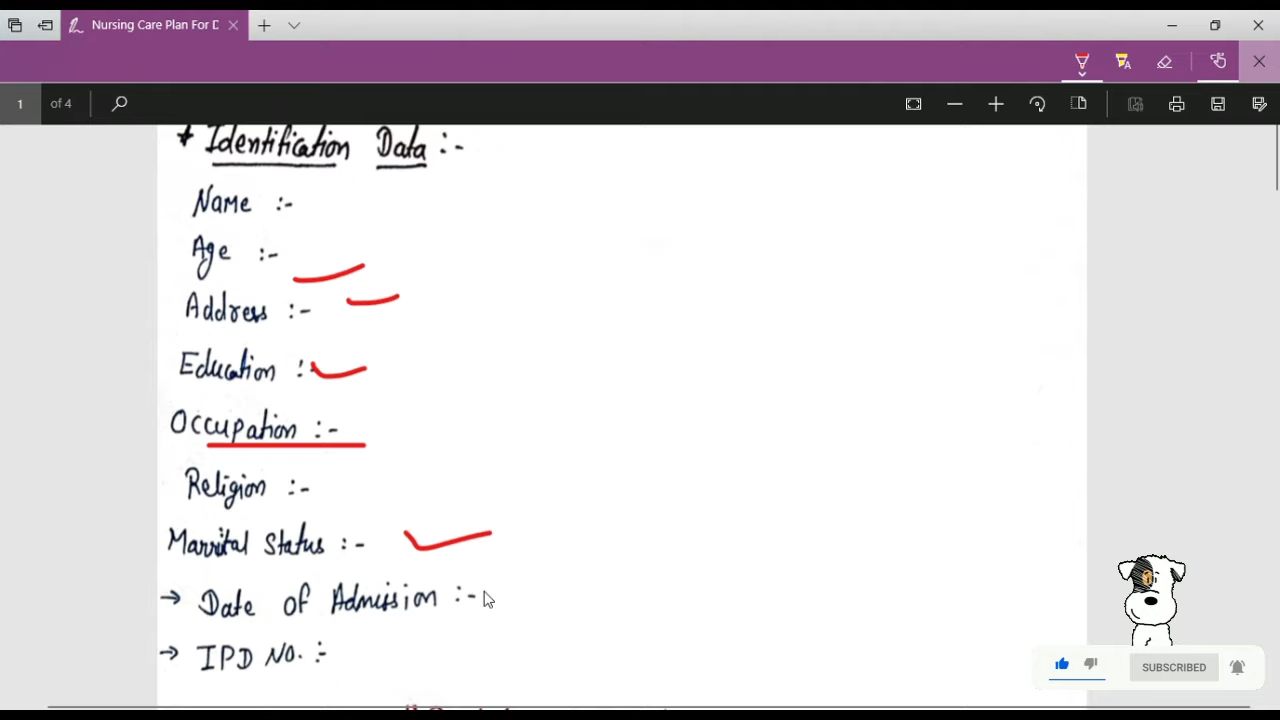 Nursing Care Plan For D
1 of 4
* Identification Data :-
Name :-
Age :-
Address :-
Education :-
Occupation :-
Religion :-
Marrital Status :-
→ Date of Admission :-
→ IPD No. :-
SUBSCRIBED